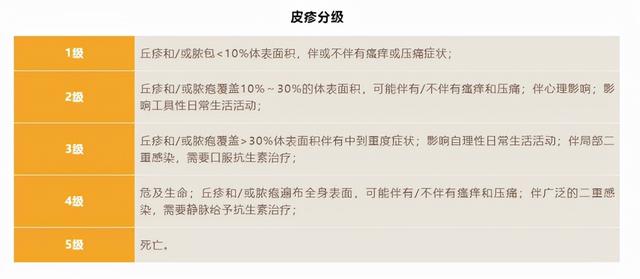 皮疹分级
1级
丘疹和/或脓包<10%体表面积，伴或不伴有瘙痒或压痛症状；
2级
丘疹和/或脓疱覆盖10%～30%的体表面积，可能伴有/不伴有瘙痒和压痛；伴心理影响；影
响工具性日常生活活动；
3级
丘疹和/或脓疱覆盖>30%体表面积伴有中到重度症状；影响自理性日常生活活动；伴局部二
重感染，需要口服抗生素治疗；
4级
危及生命；丘疹和/或脓疱遍布全身表面，可能伴有/不伴有瘙痒和压痛；伴广泛的二重感
染，需要静脉给予抗生素治疗；
5级
死亡。